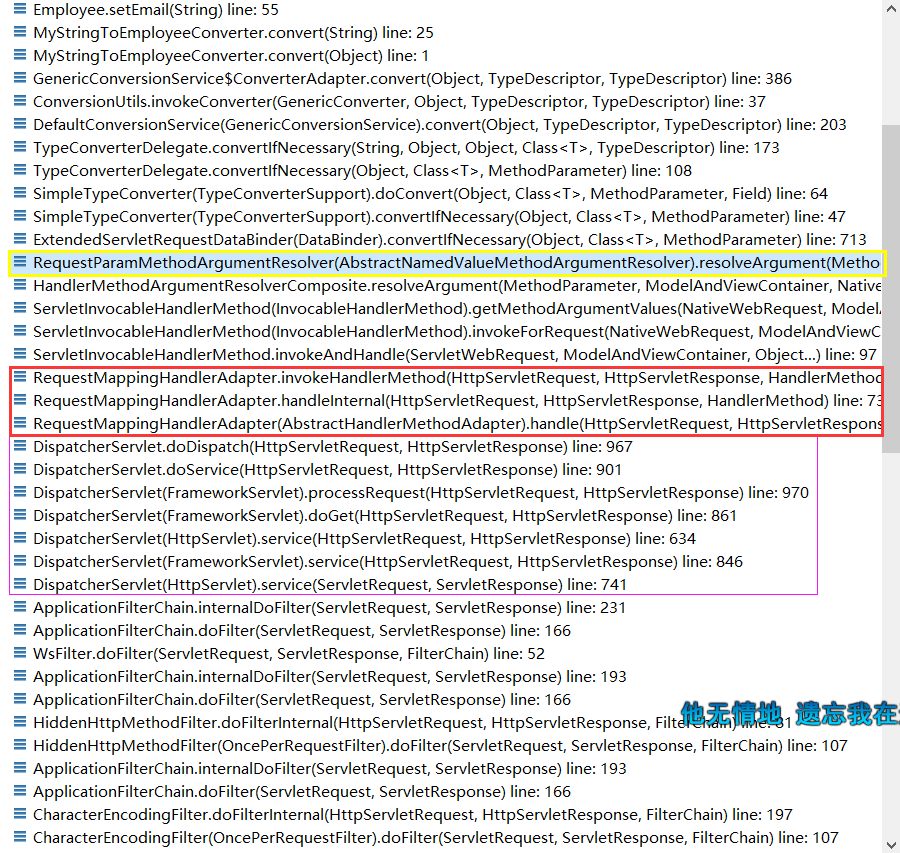 Employee.setEmail(String) line: 55
MyStringToEmployeeConverter.convert(String) line: 25
MyStringToEmployeeConverter.convert(Object) line: 1
GenericConversionService$ConverterAdapter.convert(Object, TypeDescriptor, TypeDescriptor) line: 386
ConversionUtils.invokeConverter(GenericConverter, Object, TypeDescriptor, TypeDescriptor) line: 37
DefaultConversionService(GenericConversionService).convert(Object, TypeDescriptor, TypeDescriptor) line: 203
TypeConverterDelegate.convertIfNecessary(String, Object, Object, Class<T>, TypeDescriptor) line: 173
TypeConverterDelegate.convertIfNecessary(Object, Class<T>, MethodParameter) line: 108
SimpleTypeConverter(TypeConverterSupport).doConvert(Object, Class<T>, MethodParameter, Field) line: 64
SimpleTypeConverter(TypeConverterSupport).convertIfNecessary(Object, Class<T>, MethodParameter) line: 47
ExtendedServletRequestDataBinder(DataBinder).convertIfNecessary(Object, Class<T>, MethodParameter) line: 713
RequestParamMethodArgumentResolver(AbstractNamedValueMethodArgumentResolver).resolveArgument(Metho
HandlerMethodArgumentResolverComposite.resolveArgument(MethodParameter, ModelAndViewContainer, Native
ServletInvocableHandlerMethod(InvocableHandlerMethod).getMethodArgumentValues(NativeWebRequest, Model
ServletInvocableHandlerMethod(InvocableHandlerMethod).invokeForRequest(NativeWebRequest, ModelAndViewC
ServletInvocableHandlerMethod.invokeAndHandle(ServletWebRequest, ModelAndViewContainer, Object...) line: 97
RequestMappingHandlerAdapter.invokeHandlerMethod(HttpServletRequest, HttpServletResponse, HandlerMethod
RequestMappingHandlerAdapter.handleInternal(HttpServletRequest, HttpServletResponse, HandlerMethod) line: 73
RequestMappingHandlerAdapter(AbstractHandlerMethodAdapter).handle(HttpServletRequest, HttpServletRespons
DispatcherServlet.doDispatch(HttpServletRequest, HttpServletResponse) line: 967
DispatcherServlet.doService(HttpServletRequest, HttpServletResponse) line: 901
DispatcherServlet(FrameworkServlet).processRequest(HttpServletRequest, HttpServletResponse) line: 970
DispatcherServlet(FrameworkServlet).doGet(HttpServletRequest, HttpServletResponse) line: 861
DispatcherServlet(HttpServlet).service(HttpServletRequest, HttpServletResponse) line: 634
DispatcherServlet(FrameworkServlet).service(HttpServletRequest, HttpServletResponse) line: 846
DispatcherServlet(HttpServlet).service(ServletRequest, ServletResponse) line: 741
ApplicationFilterChain.internalDoFilter(ServletRequest, ServletResponse) line: 231
ApplicationFilterChain.doFilter(ServletRequest, ServletResponse) line: 166
WsFilter.doFilter(ServletRequest, ServletResponse, FilterChain) line: 52
ApplicationFilterChain.internalDoFilter(ServletRequest, ServletResponse) line: 193
ApplicationFilterChain.doFilter(ServletRequest, ServletResponse) line: 166
他无情地 遗忘我在
HiddenHttpMethodFilter.doFilterInternal(HttpServletRequest, HttpServletResponse, FilterChain) line: 81
HiddenHttpMethodFilter(OncePerRequestFilter).doFilter(ServletRequest, ServletResponse, FilterChain) line: 107
ApplicationFilterChain.internalDoFilter(ServletRequest, ServletResponse) line: 193
ApplicationFilterChain.doFilter(ServletRequest, ServletResponse) line: 166
CharacterEncodingFilter.doFilterInternal(HttpServletRequest, HttpServletResponse, FilterChain) line: 197
CharacterEncodingFilter(OncePerRequestFilter).doFilter(ServletRequest, ServletResponse, FilterChain) line: 107